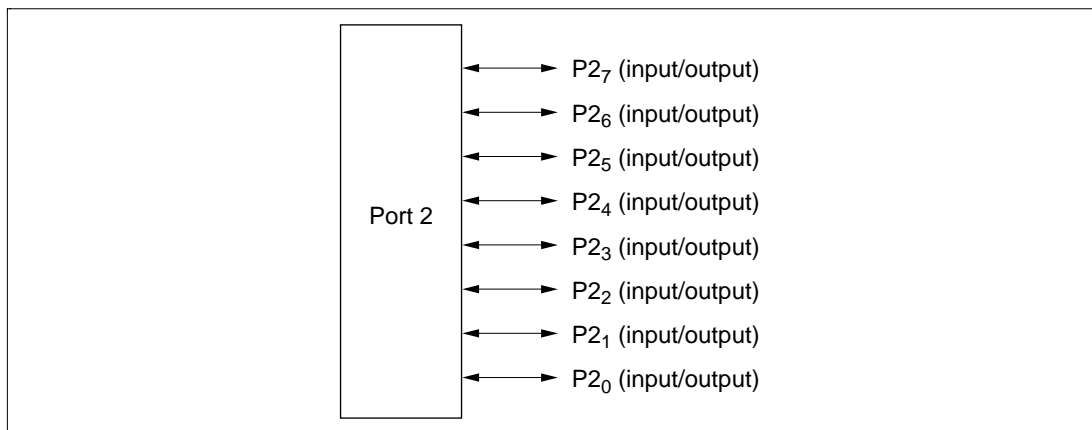 P2₇ (input/output)
P2₆ (input/output)
P2₅ (input/output)
P2₄ (input/output)
Port 2
P2₃ (input/output)
P2₂ (input/output)
P2₁ (input/output)
P2₀ (input/output)